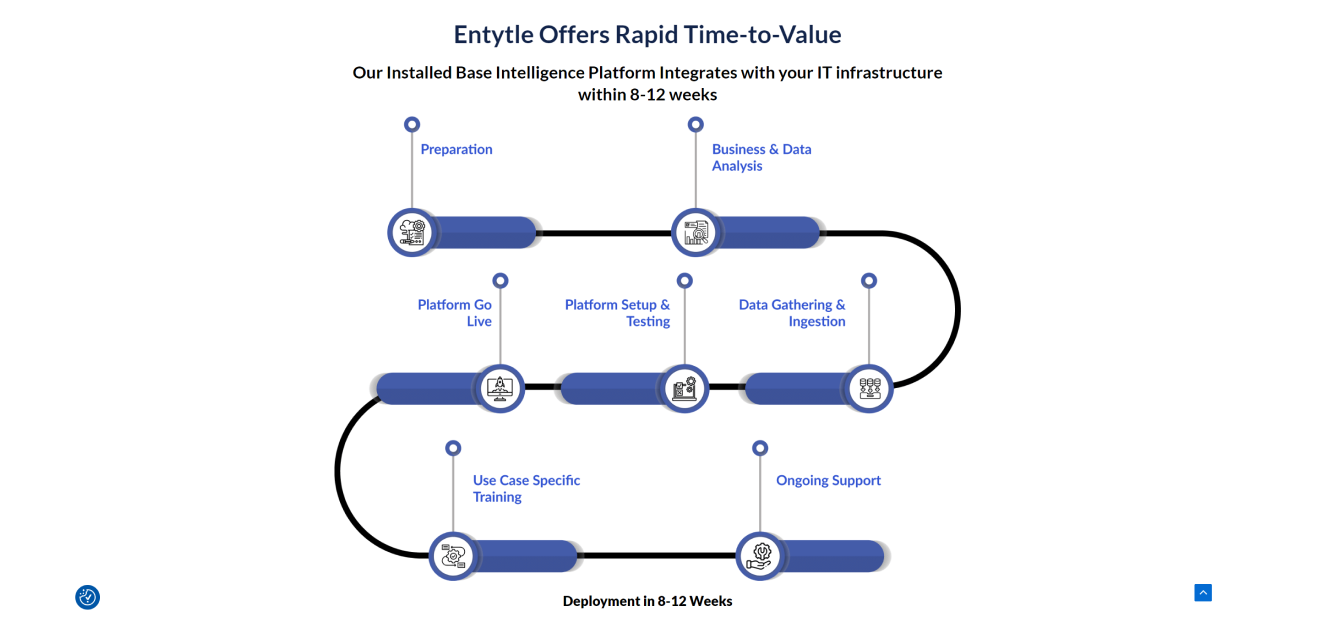 Entytle Offers Rapid Time-to-Value
Our Installed Base Intelligence Platform Integrates with your IT infrastructure
within 8-12 weeks
Preparation
Business & Data
Analysis
Platform Go
Live
Platform Setup &
Testing
Data Gathering &
Ingestion
Use Case Specific
Training
Ongoing Support
Deployment in 8-12 Weeks